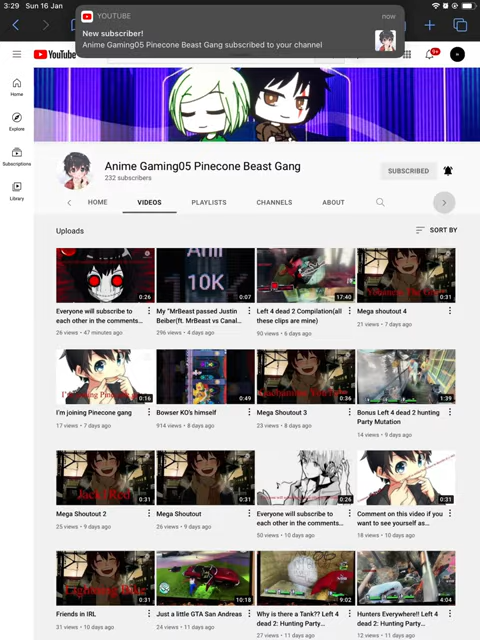 3:29 Sun 16 Jan
YOUTUBE
now
New subscriber!
Anime Gaming05 Pinecone Beast Gang subscribed to your channel
YouTube
9+
Home
Explore
Subscriptions
Library
Anime Gaming05 Pinecone Beast Gang
232 subscribers
SUBSCRIBED
HOME
VIDEOS
PLAYLISTS
CHANNELS
ABOUT
Uploads
SORT BY
0:26
10K
0:07
17:40
0:31
Everyone will subscribe to
each other in the comments...
26 views • 47 minutes ago
My "MrBeast passed Justin
Beiber(ft. MrBeast vs Canal...
296 views • 4 days ago
Left 4 dead 2 Compilation(all
these clips are mine)
90 views • 6 days ago
Mega shoutout 4
21 views • 7 days ago
0:16
0:49
0:36
1:39
I'm joining Pinecone gang
17 views • 7 days ago
Bowser KO's himself
914 views • 8 days ago
Mega Shoutout 3
23 views • 8 days ago
Bonus Left 4 dead 2 hunting
Party Mutation
14 views • 9 days ago
0:31
0:31
0:26
0:31
Mega Shoutout 2
25 views • 9 days ago
Mega Shoutout
26 views • 9 days ago
Everyone will subscribe to
each other in the comments...
50 views • 10 days ago
Comment on this video if you
want to see yourself as...
18 views • 10 days ago
0:31
10:18
9:02
4:04
Friends in IRL
31 views • 10 days ago
Just a little GTA San Andreas
24 views • 11 days ago
Why is there a Tank?? Left 4
dead 2: Hunting Party
27 views • 11 days ago
Hunters Everywhere!! Left 4
dead 2: Hunting Party
11 views • 12 days ago